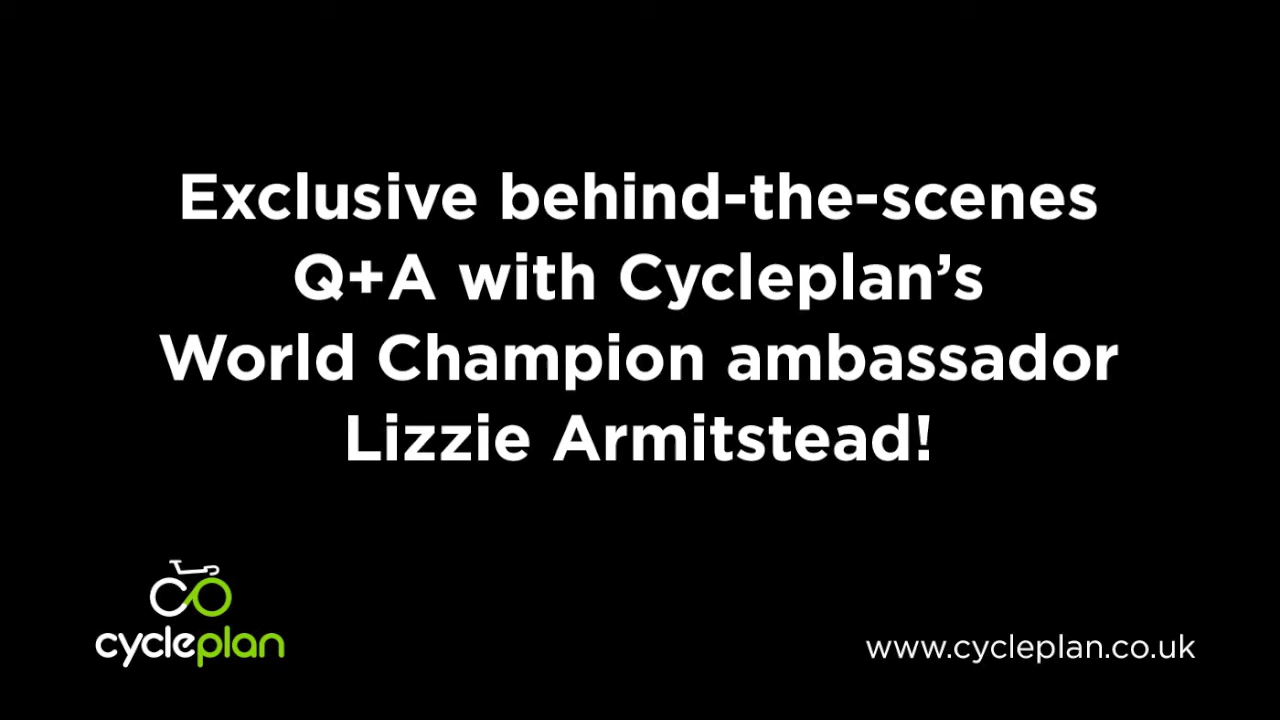 Exclusive behind-the-scenes
Q+A with Cycleplan’s
World Champion ambassador
Lizzie Armitstead!
cycleplan
www.cycleplan.co.uk